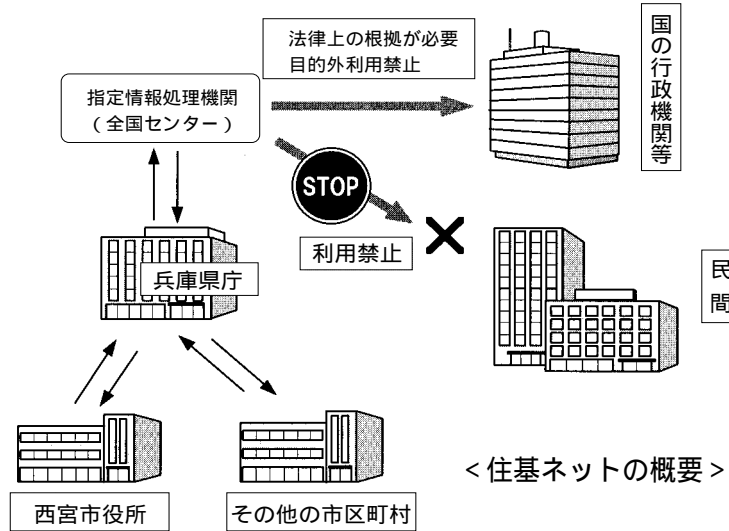 法律上の根拠が必要
目的外利用禁止
国の行政機関等
指定情報処理機関
（全国センター）
STOP
利用禁止
兵庫県庁
民
間
西宮市役所
その他の市区町村
＜住基ネットの概要＞